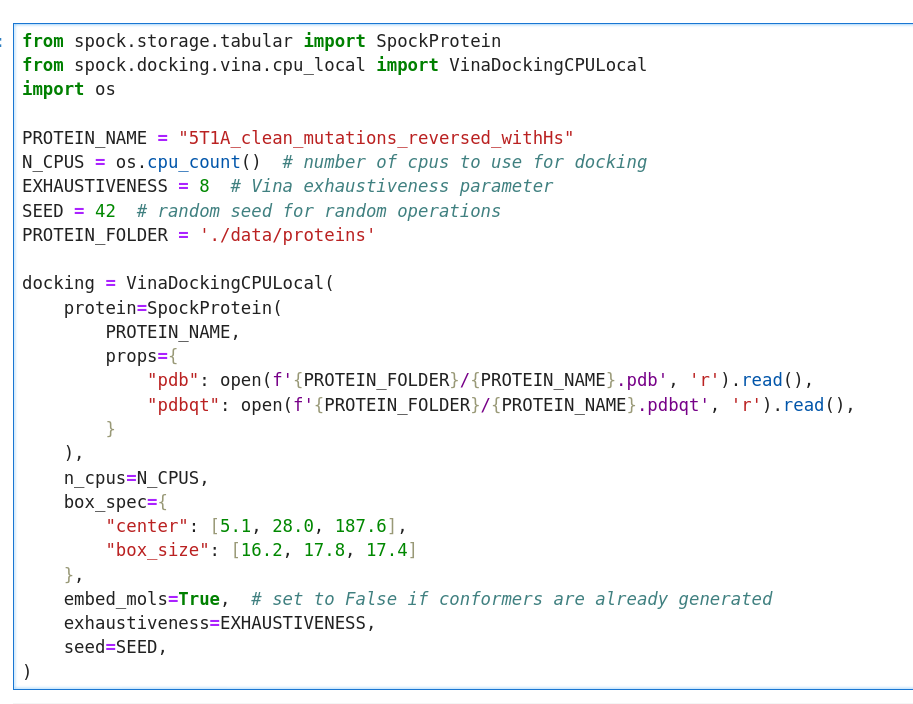 from spock.storage.tabular import SpockProtein
from spock.docking.vina.cpu_local import VinaDockingCPULocal
import os

PROTEIN_NAME = "5T1A_clean_mutations_reversed_withHs"
N_CPUS = os.cpu_count()  # number of cpus to use for docking
EXHAUSTIVENESS = 8  # Vina exhaustiveness parameter
SEED = 42  # random seed for random operations
PROTEIN_FOLDER = './data/proteins'

docking = VinaDockingCPULocal(
    protein=SpockProtein(
        PROTEIN_NAME,
        props={
            "pdb": open(f'{PROTEIN_FOLDER}/{PROTEIN_NAME}.pdb', 'r').read(),
            "pdbqt": open(f'{PROTEIN_FOLDER}/{PROTEIN_NAME}.pdbqt', 'r').read(),
        }
    ),
    n_cpus=N_CPUS,
    box_spec={
        "center": [5.1, 28.0, 187.6],
        "box_size": [16.2, 17.8, 17.4]
    },
    embed_mols=True,  # set to False if conformers are already generated
    exhaustiveness=EXHAUSTIVENESS,
    seed=SEED,
)